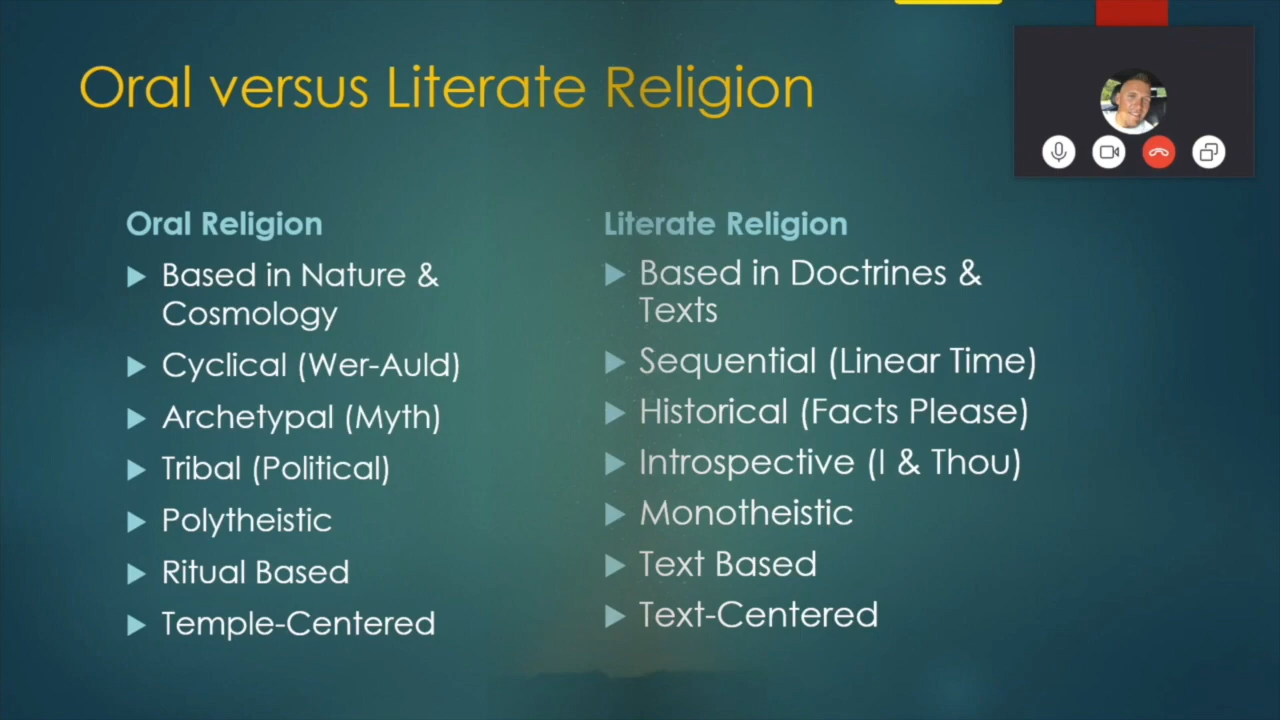 Oral versus Literate Religion
Oral Religion
Based in Nature &
Cosmology
Cyclical (Wer-Auld)
Archetypal (Myth)
Tribal (Political)
Polytheistic
Ritual Based
Temple-Centered
Literate Religion
Based in Doctrines &
Texts
Sequential (Linear Time)
Historical (Facts Please)
Introspective (I & Thou)
Monotheistic
Text Based
Text-Centered